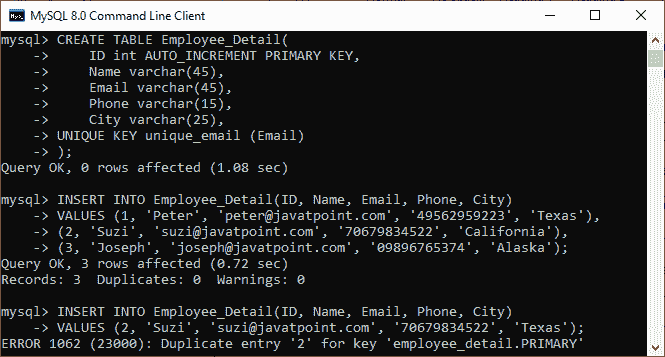 MySQL 8.0 Command Line Client
mysql> CREATE TABLE Employee_Detail(
    ->     ID int AUTO_INCREMENT PRIMARY KEY,
    ->     Name varchar(45),
    ->     Email varchar(45),
    ->     Phone varchar(15),
    ->     City varchar(25),
    -> UNIQUE KEY unique_email (Email)
    -> );
Query OK, 0 rows affected (1.08 sec)
mysql> INSERT INTO Employee_Detail(ID, Name, Email, Phone, City)
    -> VALUES (1, 'Peter', 'peter@javatpoint.com', '49562959223', 'Texas'),
    -> (2, 'Suzi', 'suzi@javatpoint.com', '70679834522', 'California'),
    -> (3, 'Joseph', 'joseph@javatpoint.com', '09896765374', 'Alaska');
Query OK, 3 rows affected (0.72 sec)
Records: 3  Duplicates: 0  Warnings: 0
mysql> INSERT INTO Employee_Detail(ID, Name, Email, Phone, City)
    -> VALUES (2, 'Suzi', 'suzi@javatpoint.com', '70679834522', 'Texas');
ERROR 1062 (23000): Duplicate entry '2' for key 'employee_detail.PRIMARY'